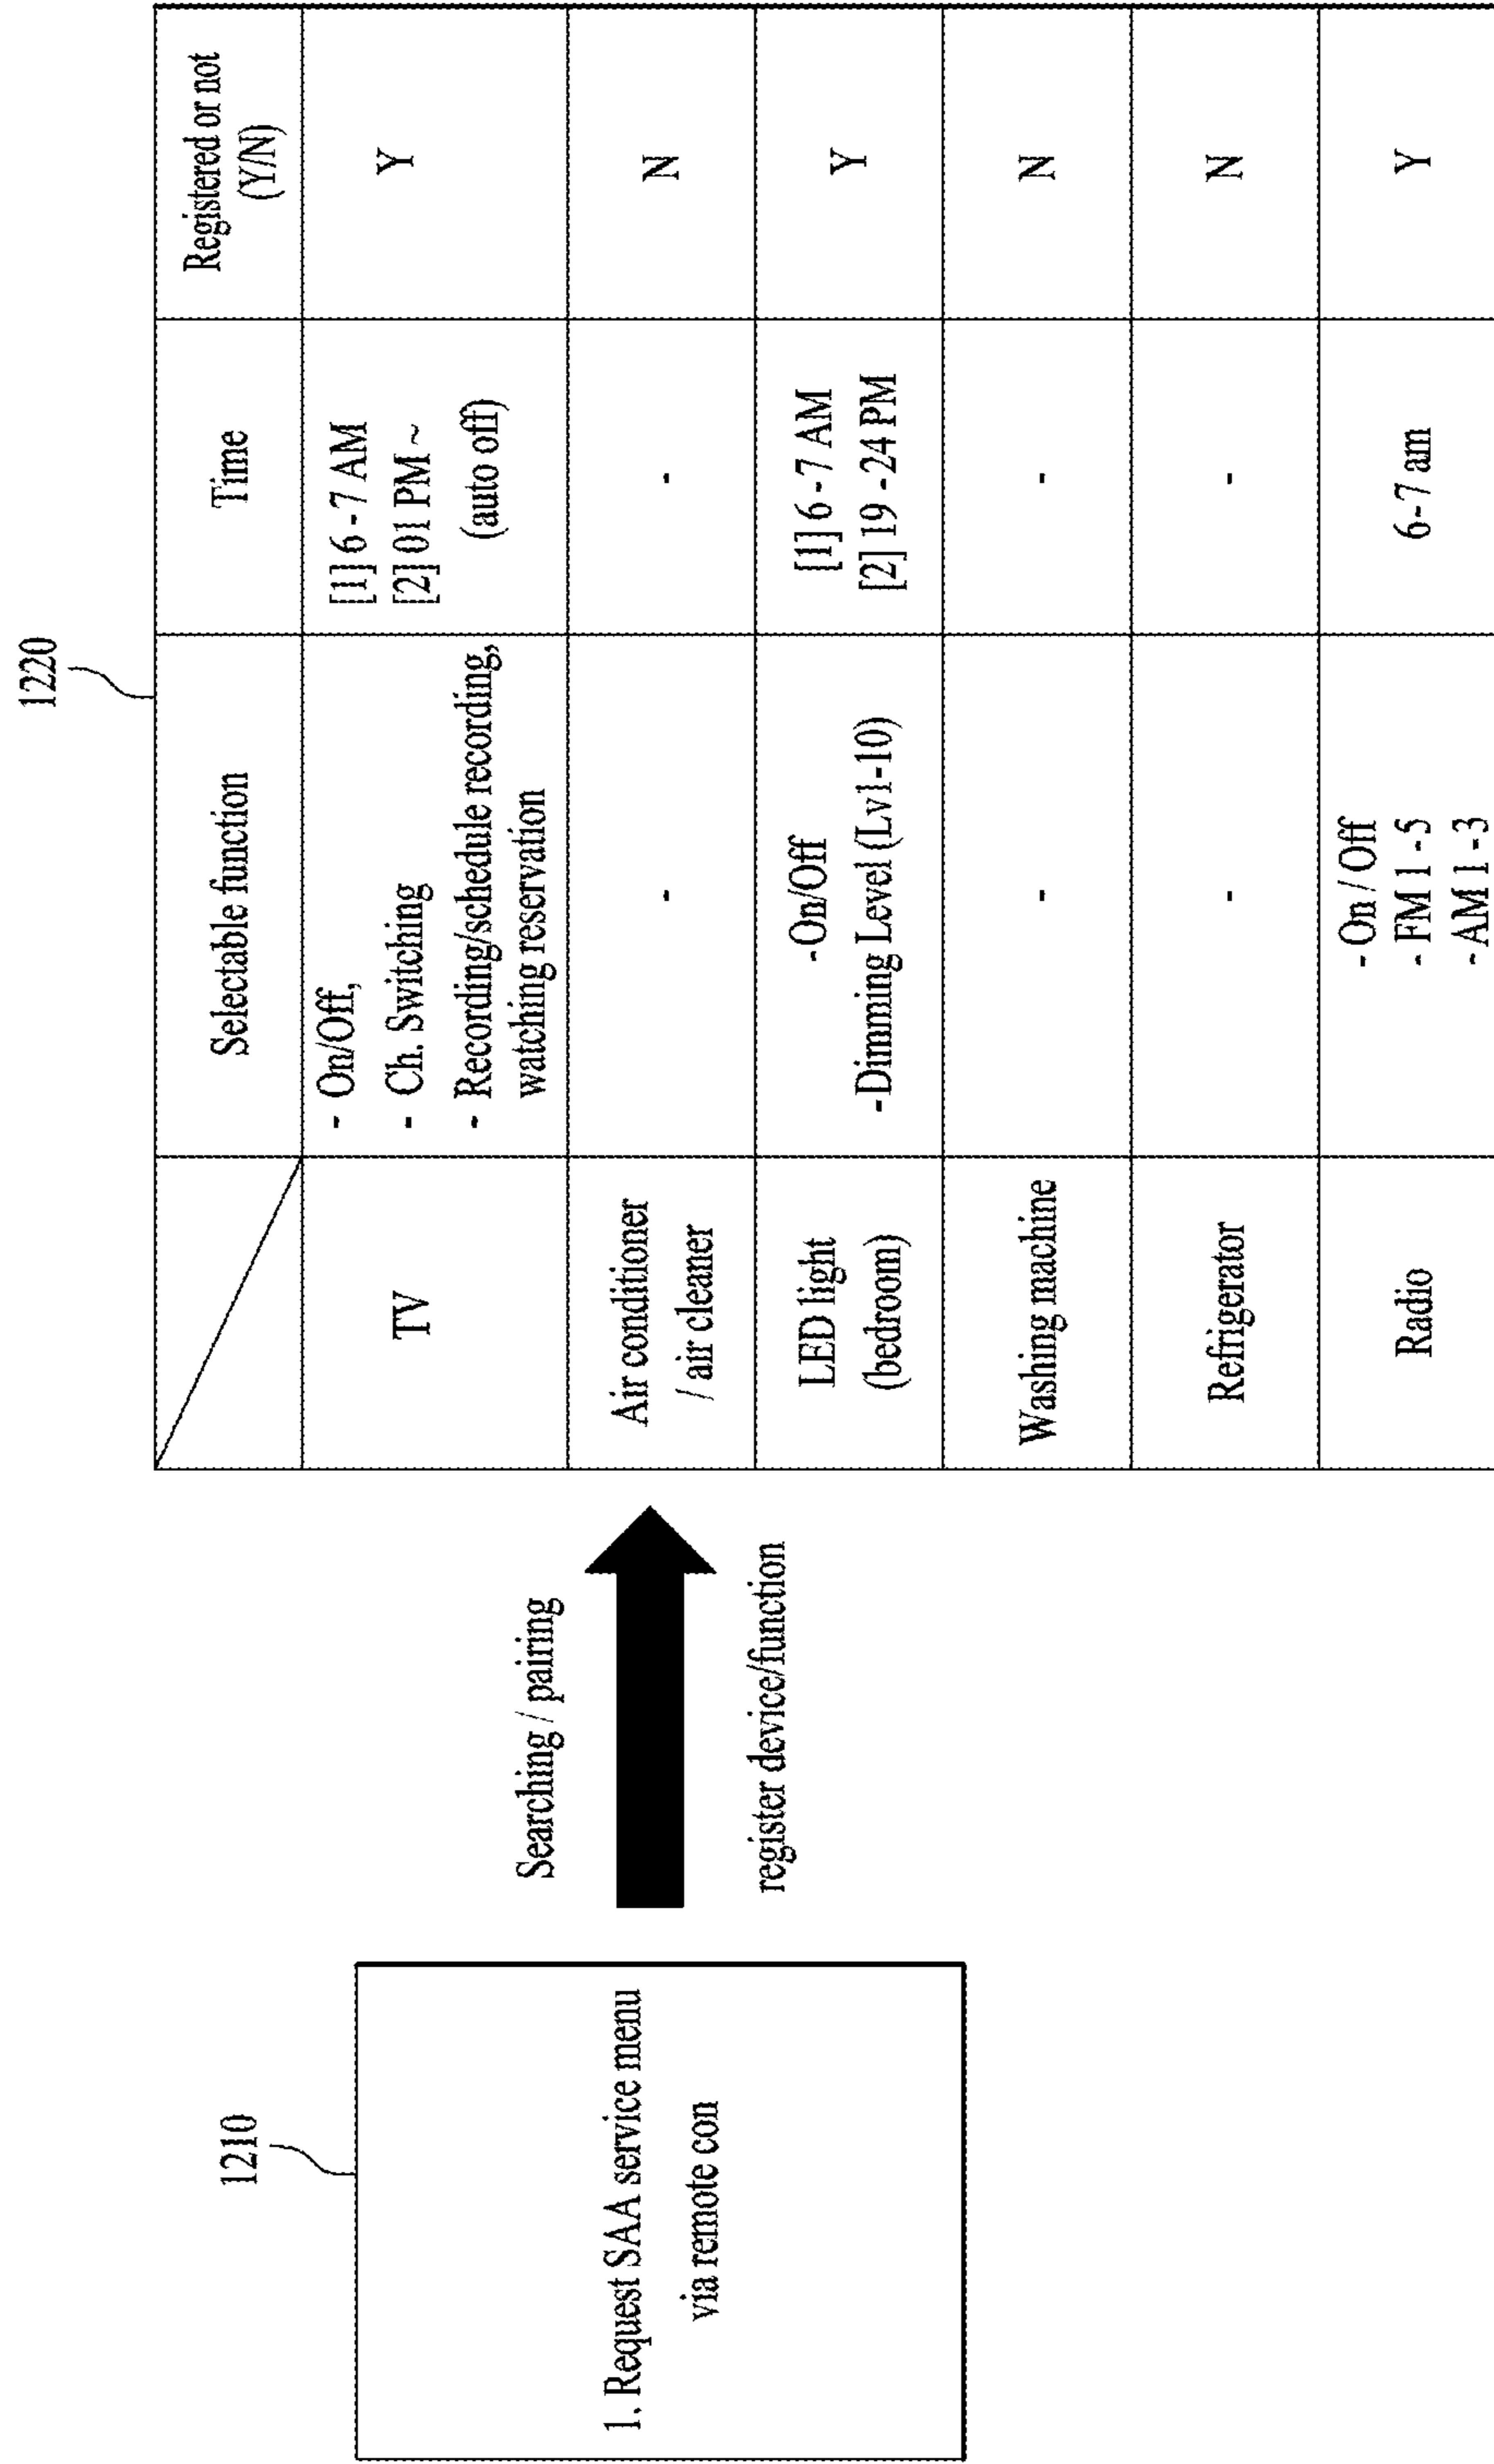 1210
1. Request SAA service menu
via remote con
Searching / pairing
register device/function
1220
Selectable function
Time
Registered or not
(Y/N)
TV
- On/Off,
- Ch. Switching
- Recording/schedule recording,
watching reservation
[1] 6 - 7 AM
[2] 01 PM ~
(auto off)
Y
Air conditioner
/ air cleaner
-
-
N
LED light
(bedroom)
-On/Off
-Dimming Level (Lv1-10)
[1] 6 - 7 AM
[2] 19 -24 PM
Y
Washing machine
-
-
N
Refrigerator
-
-
N
Radio
- On / Off
- FM 1 - 5
- AM 1 - 3
6 - 7 am
Y